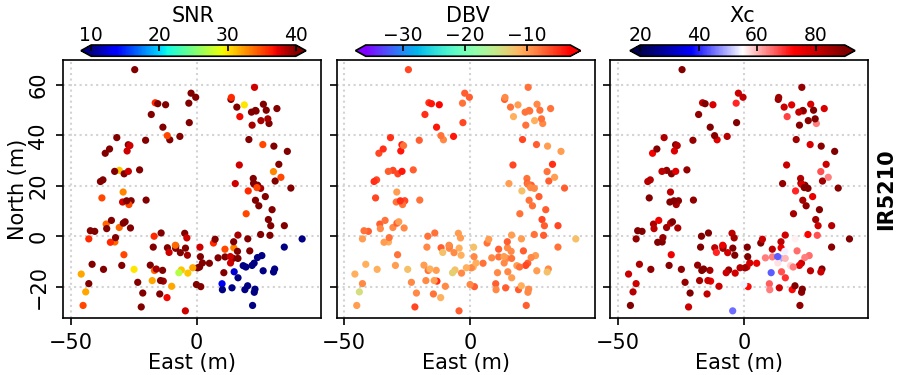 SNR
10 20 30 40
DBV
−30 −20 −10
Xc
20 40 60 80
North (m)
60
40
20
0
−20
−50 0
East (m)
−50 0
East (m)
−50 0
East (m)
IR5210